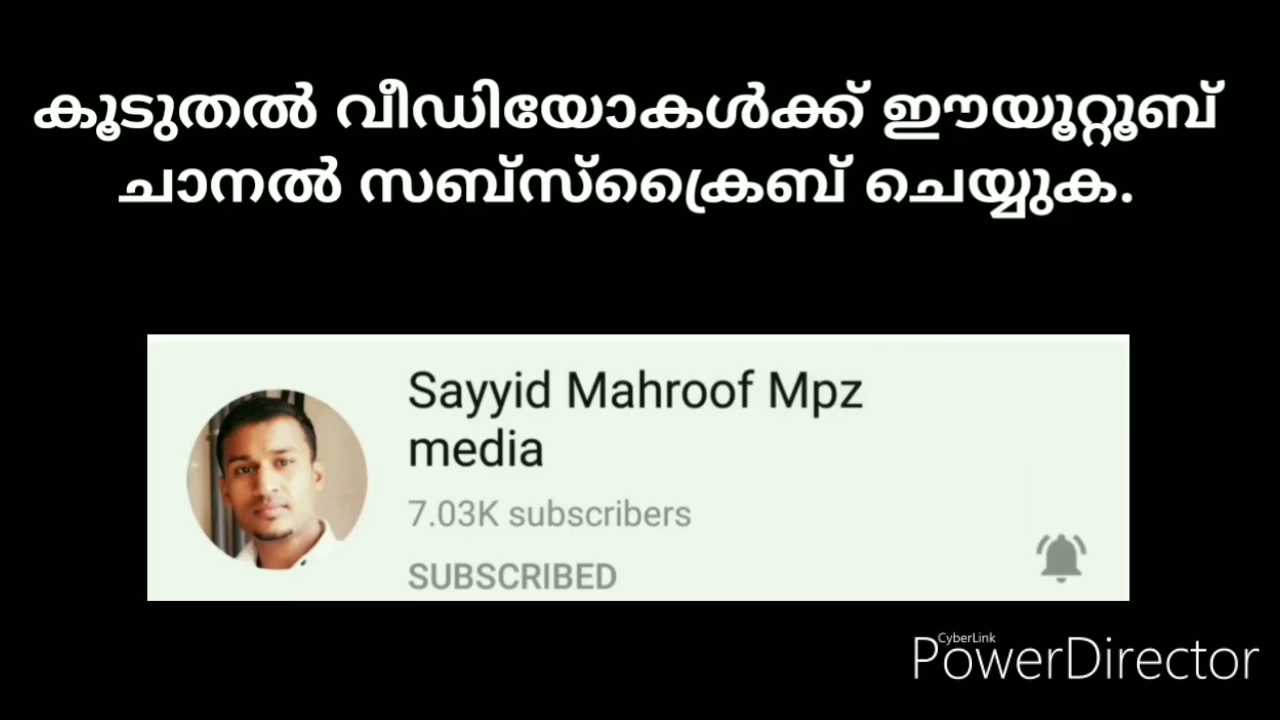 കൂടുതൽ വീഡിയോകൾക്ക് ഈയൂറ്റൂബ്
ചാനൽ സബ്സ്ക്രൈബ് ചെയ്യുക.
Sayyid Mahroof Mpz
media
7.03K subscribers
SUBSCRIBED
CyberLink
PowerDirector